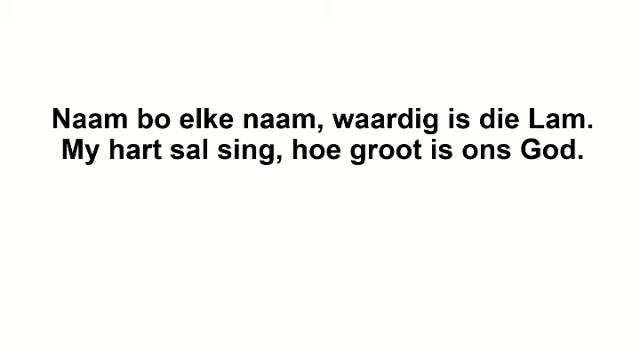 Naam bo elke naam, waardig is die Lam.
My hart sal sing, hoe groot is ons God.